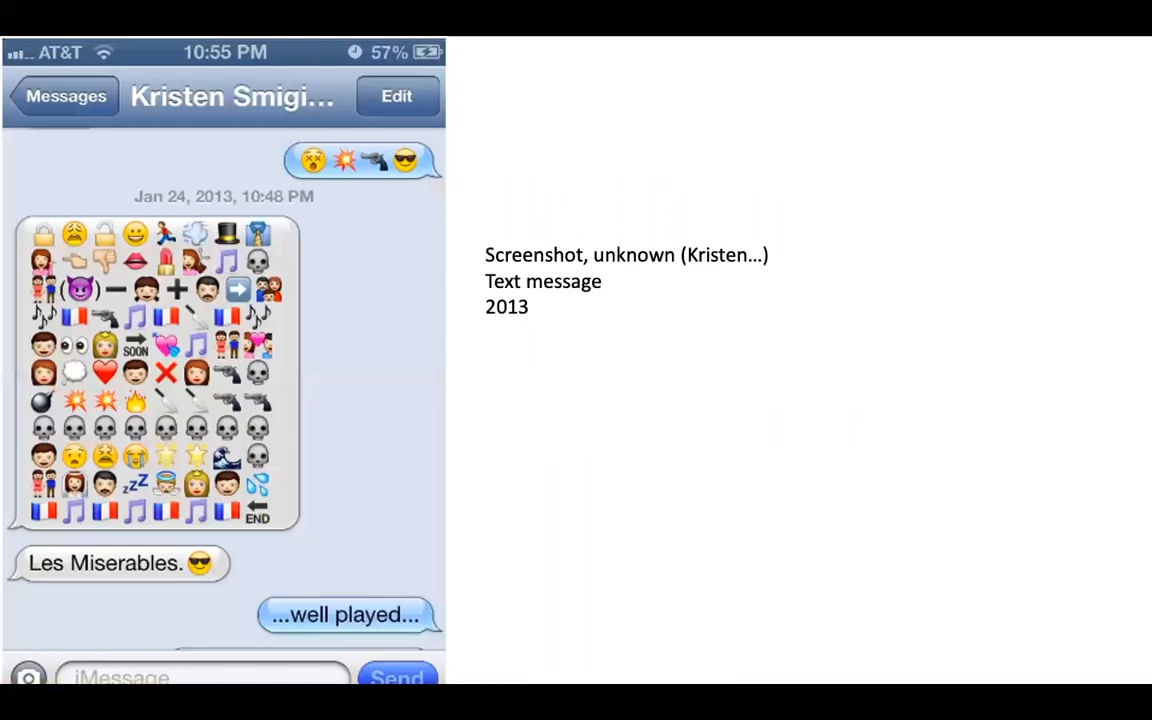 AT&T 10:55 PM 57%
Messages Kristen Smigi... Edit
Jan 24, 2013, 10:48 PM
SOON
zZZ
END
Les Miserables.
...well played...
iMessage Send
Screenshot, unknown (Kristen...)
Text message
2013